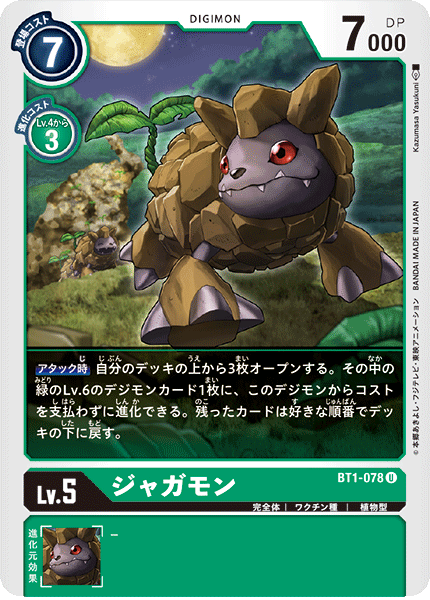 登場コスト
7
DIGIMON
7000
DP
進化コスト
Lv.4から
3
Kazumasa Yasukuni
BANDAI MADE IN JAPAN
© 本郷あきよし・フジテレビ・東映アニメーション
アタック時 自分のデッキの上から3枚オープンする。その中の
緑のLv.6のデジモンカード1枚に、このデジモンからコスト
を支払わずに進化できる。残ったカードは好きな順番でデッ
キの下に戻す。
BT1-078 U
Lv.5
ジャガモン
完全体 | ワクチン種 | 植物型
進化元効果
–